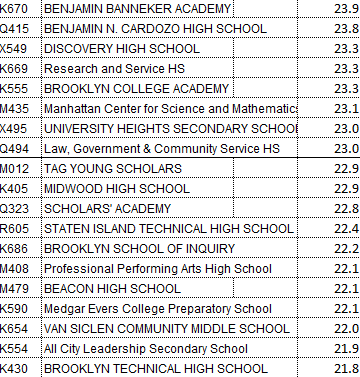 K670 BENJAMIN BANNEKER ACADEMY 23.9
Q415 BENJAMIN N. CARDOZO HIGH SCHOOL 23.8
X549 DISCOVERY HIGH SCHOOL 23.3
K669 Research and Service HS 23.3
K555 BROOKLYN COLLEGE ACADEMY 23.3
M435 Manhattan Center for Science and Mathematics 23.1
X495 UNIVERSITY HEIGHTS SECONDARY SCHOOL 23.0
Q494 Law, Government & Community Service HS 23.0
M012 TAG YOUNG SCHOLARS 22.9
K405 MIDWOOD HIGH SCHOOL 22.9
Q323 SCHOLARS' ACADEMY 22.8
R605 STATEN ISLAND TECHNICAL HIGH SCHOOL 22.4
K686 BROOKLYN SCHOOL OF INQUIRY 22.2
M408 Professional Performing Arts High School 22.1
M479 BEACON HIGH SCHOOL 22.1
K590 Medgar Evers College Preparatory School 22.1
K654 VAN SICLEN COMMUNITY MIDDLE SCHOOL 22.0
K554 All City Leadership Secondary School 21.9
K430 BROOKLYN TECHNICAL HIGH SCHOOL 21.8